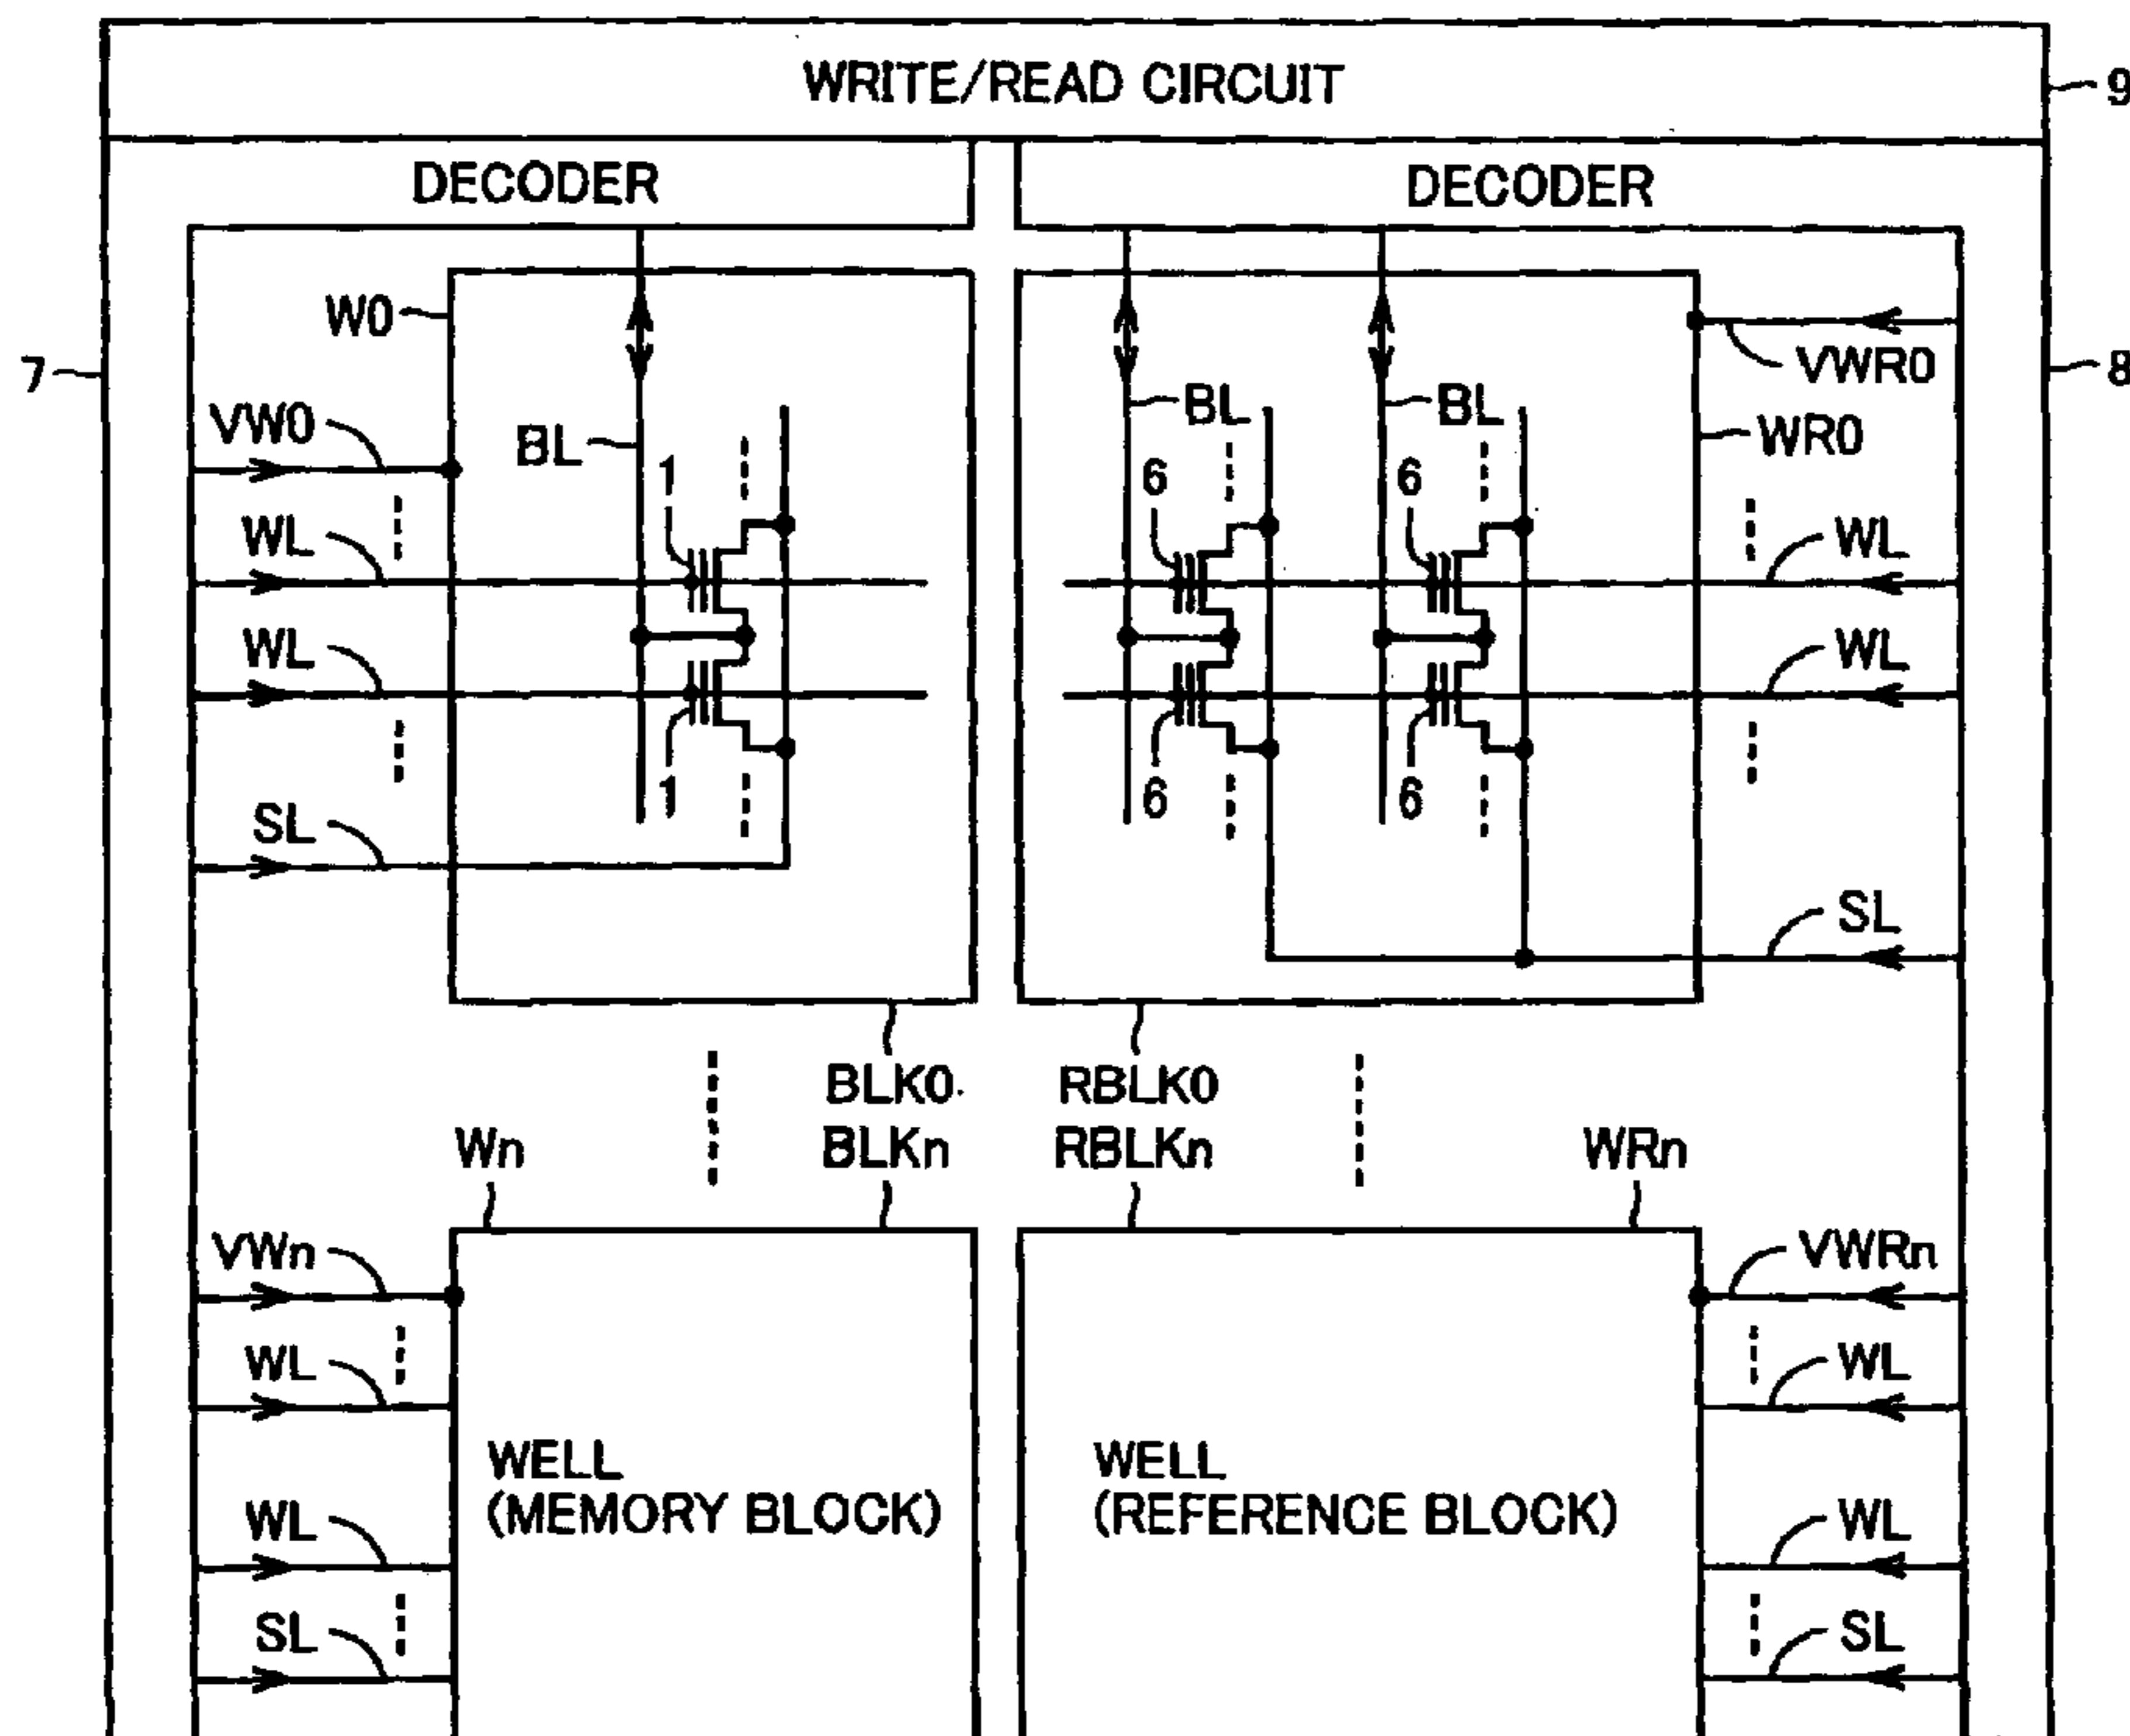 WRITE/READ CIRCUIT
9
DECODER
DECODER
W0
7
VWR0
8
VW0
BL
BL
BL
WR0
1
6
6
WL
WL
WL
WL
1
6
6
SL
SL
BLK0
RBLK0
Wn
BLKn
RBLKn
WRn
VWn
VWRn
WL
WL
WELL
(MEMORY BLOCK)
WELL
(REFERENCE BLOCK)
WL
WL
SL
SL